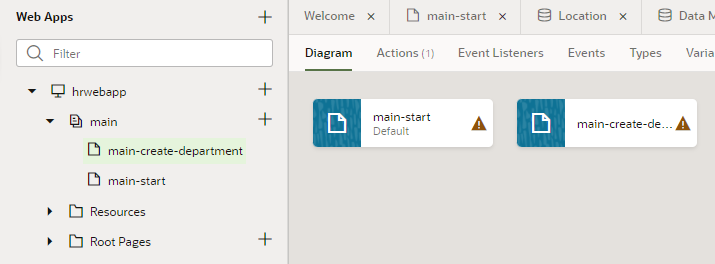 Web Apps
Filter
hrwebapp
main
main-create-department
main-start
Resources
Root Pages
Welcome × main-start × Location × Data M
Diagram Actions (1) Event Listeners Events Types Varia
main-start
Default
main-create-de...